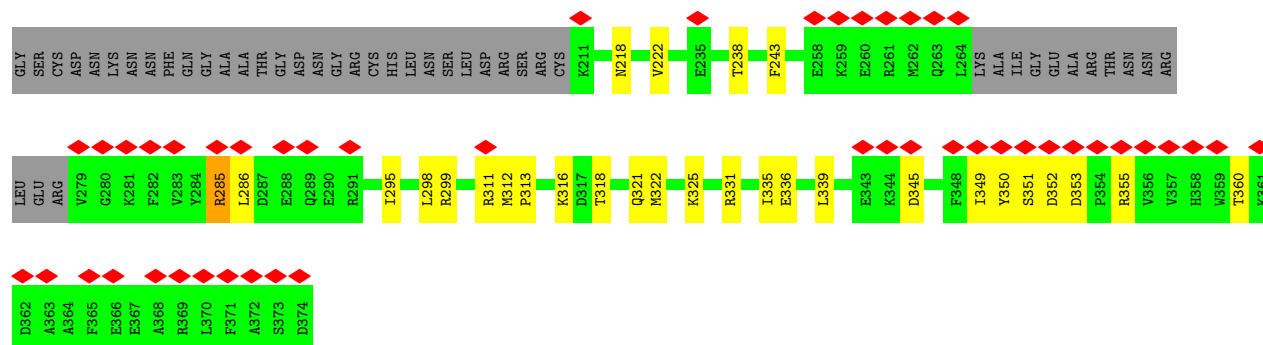 GLY SER CYS ASP ASN LYS ASN ASN PHE GLN GLY ALA ALA THR GLY ASP ASN GLY ARG CYS HIS LEU ASN SER LEU ASP ARG SER ARG CYS K211 N218 V222 E235 T238 F243 E258 K259 E260 R261 M262 Q263 L264 LYS ALA ILE GLY GLU ALA ARG THR ASN ASN ARG
LEU GLU ARG V279 G280 K281 F282 V283 Y284 R285 L286 D287 E288 Q289 E290 R291 I295 L298 R299 R311 M312 P313 K316 D317 T318 Q321 M322 K325 R331 I335 E336 L339 E343 K344 D345 F348 I349 Y350 S351 D352 D353 P354 R355 V356 V357 H358 W359 T360 K361
D362 A363 A364 F365 E366 E367 A368 R369 L370 F371 A372 S373 D374